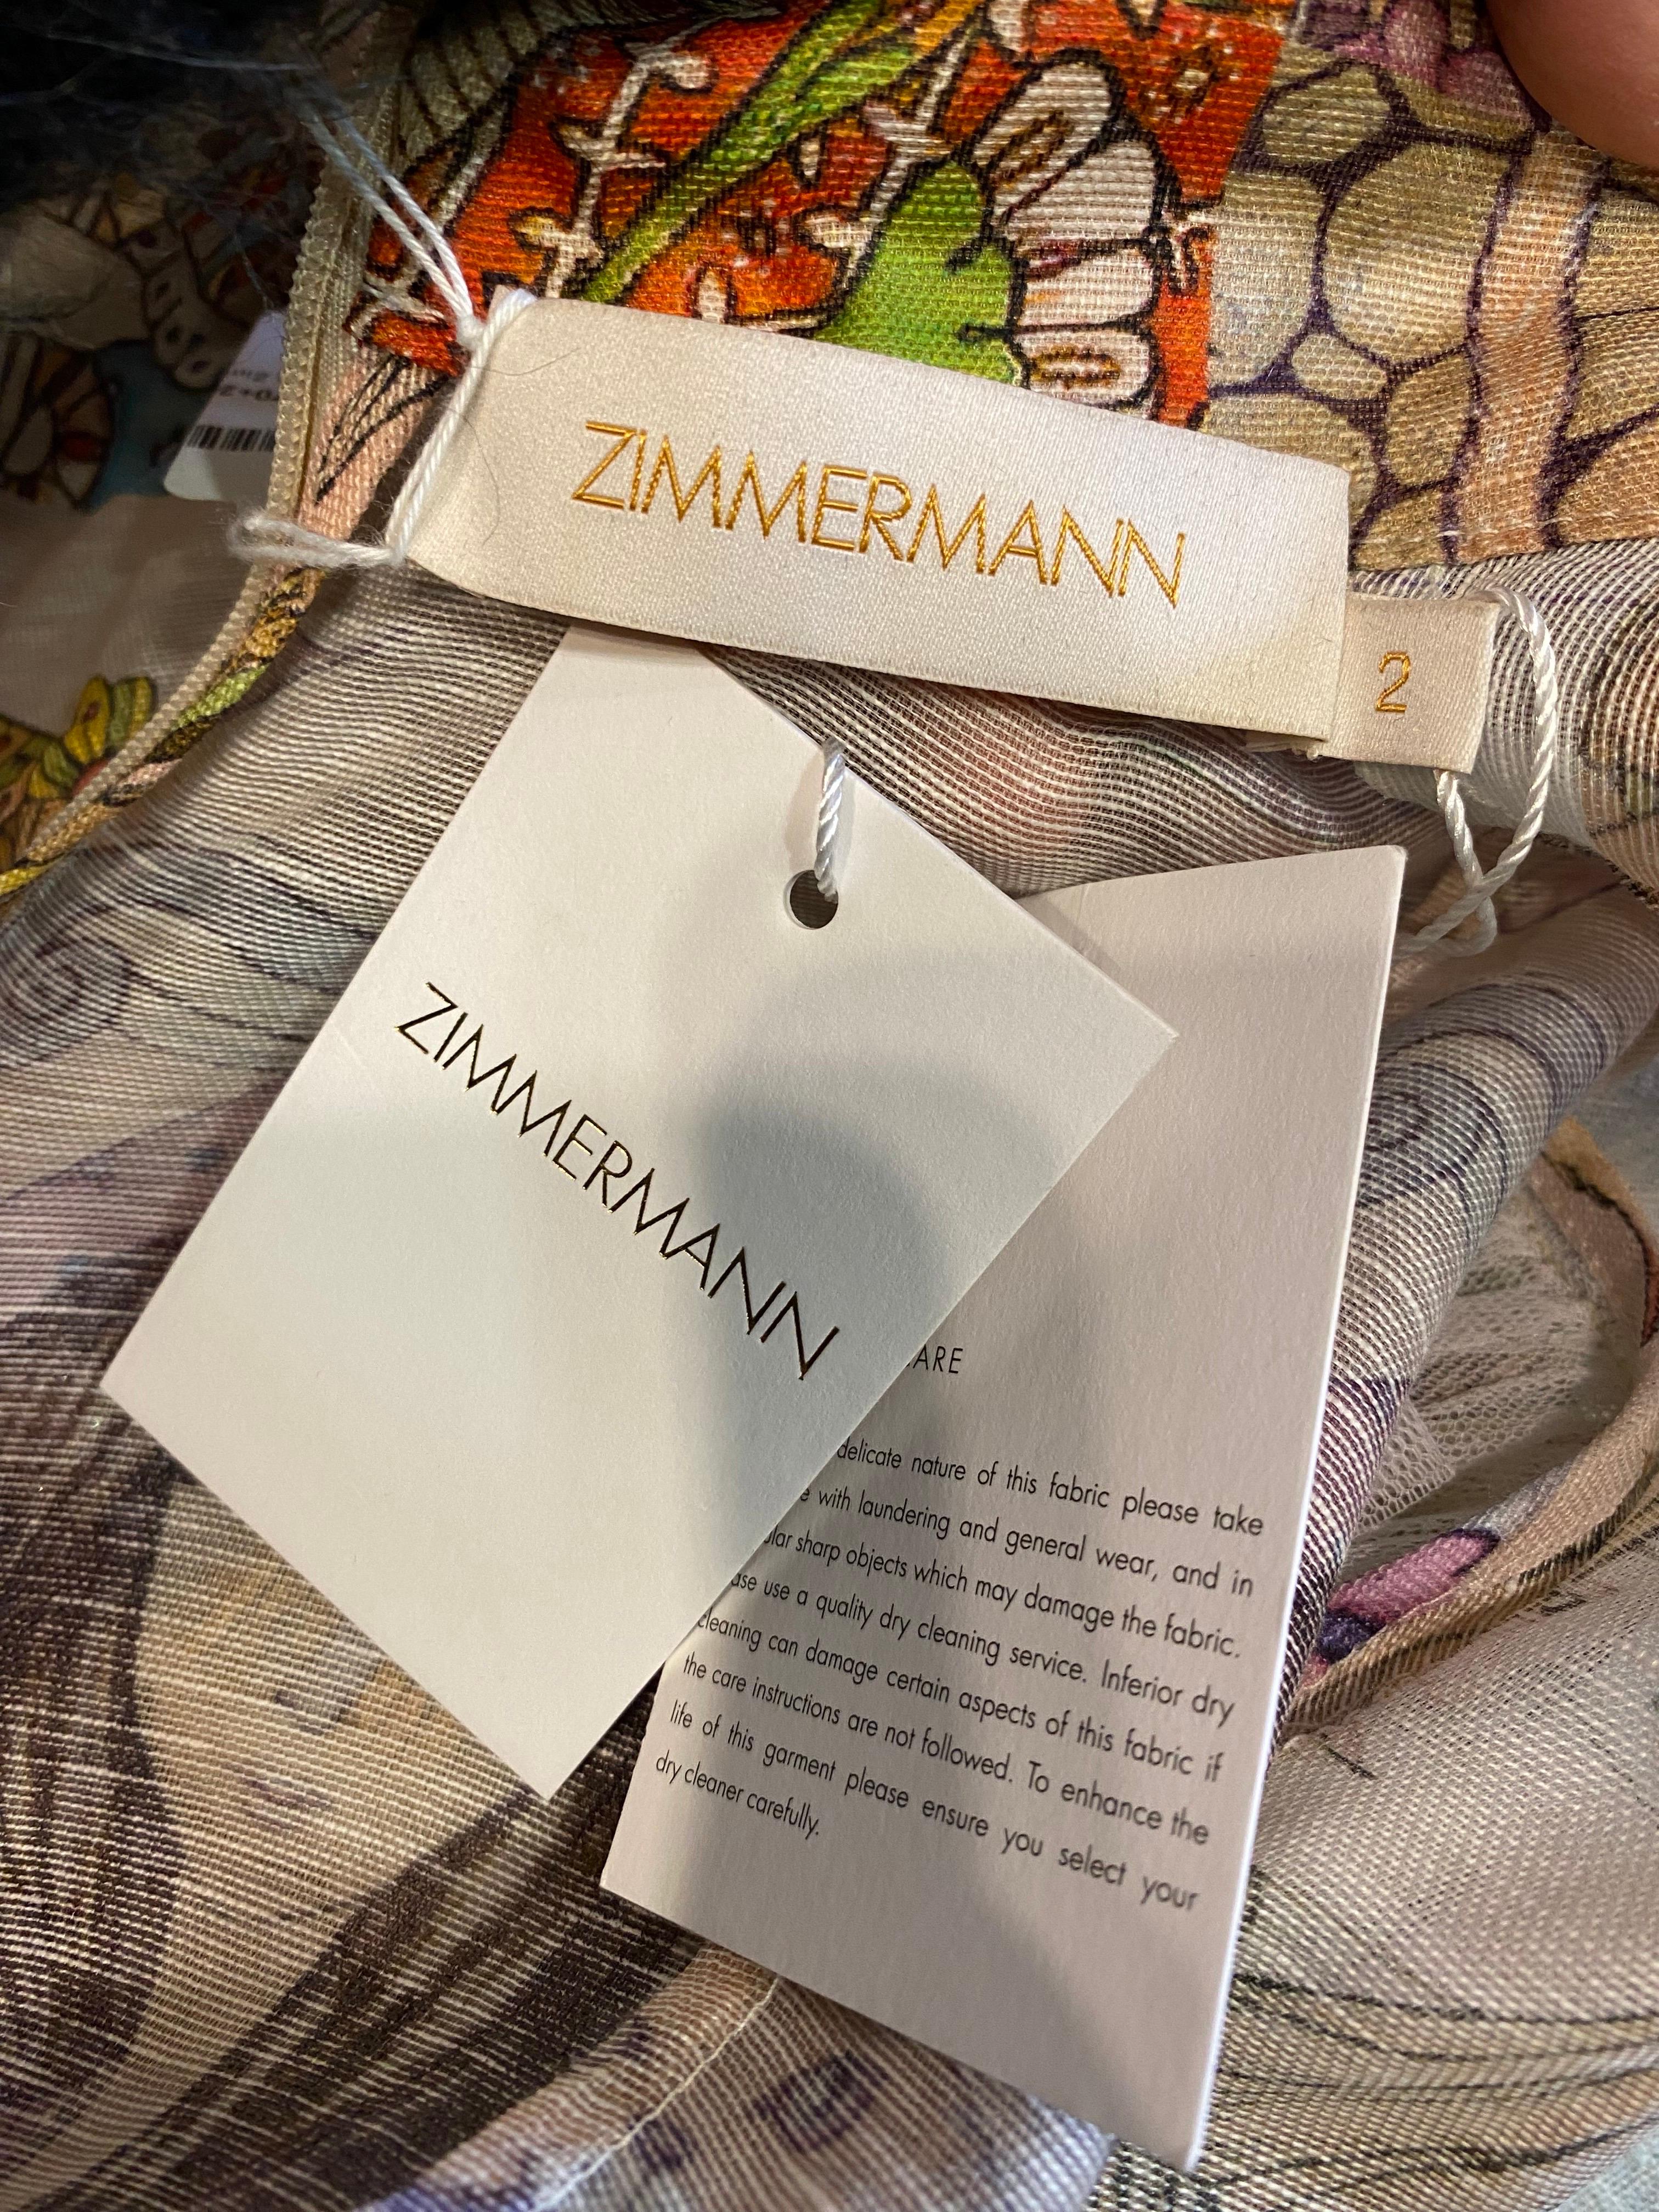 ZIMMERMANN
2
ZIMMERMANN
delicate nature of this fabric please take
with laundering and general wear, and in
sharp objects which may damage the fabric.
use a quality dry cleaning service. Inferior dry
cleaning can damage certain aspects of this fabric if
the care instructions are not followed. To enhance the
life of this garment please ensure you select your
dry cleaner carefully.